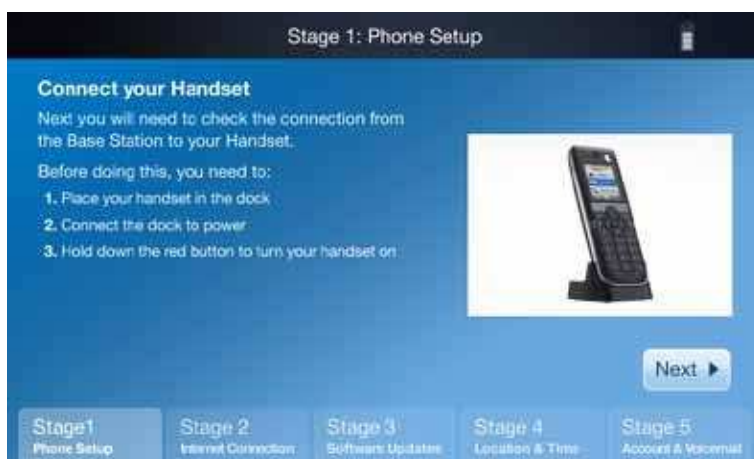 Stage 1: Phone Setup
Connect your Handset
Next you will need to check the connection from
the Base Station to your Handset.
Before doing this, you need to:
1. Place your handset in the dock
2. Connect the dock to power
3. Hold down the red button to turn your handset on
Next
Stage1
Phone Setup
Stage 2
Internet Connection
Stage 3
Software Updates
Stage 4
Location & Time
Stage 5
Account & Voicemail